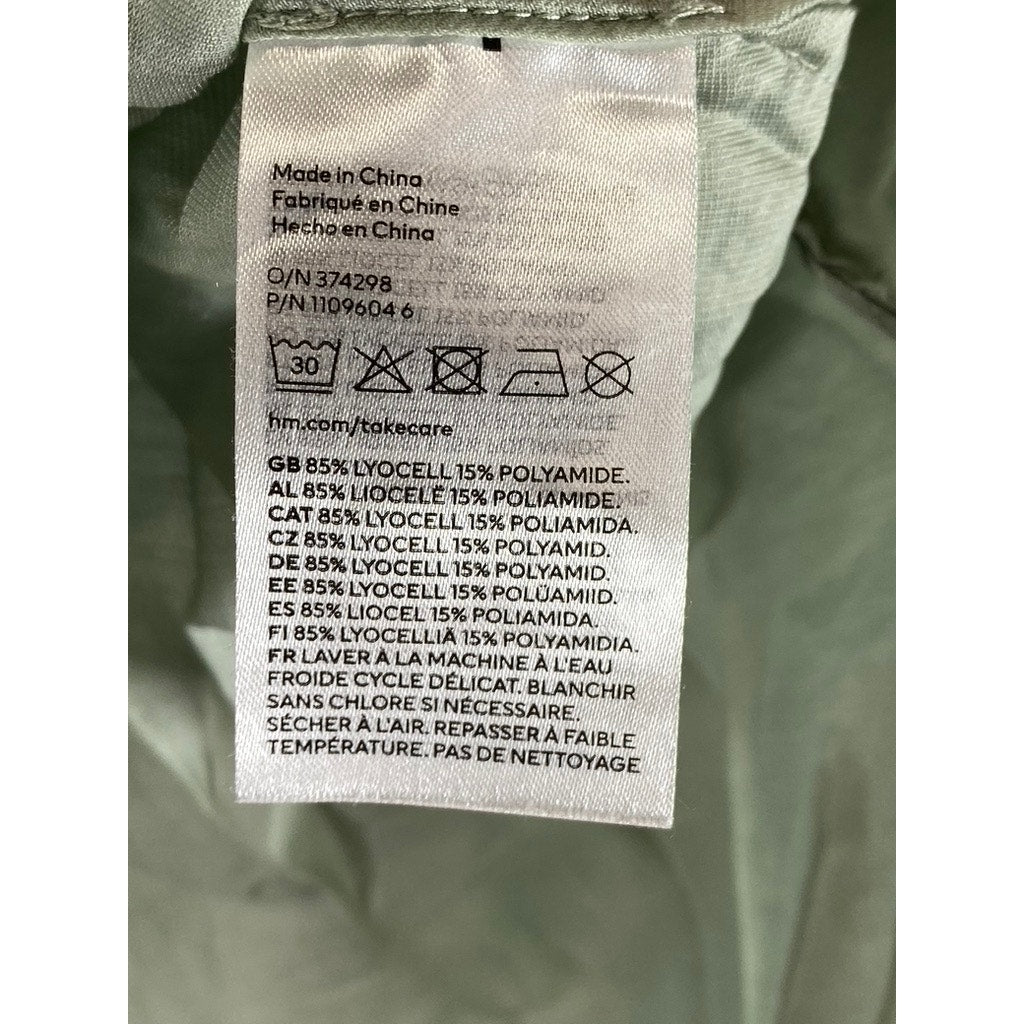 Made in China
Fabriqué en Chine
Hecho en China
O/N 374298
P/N 1109604 6
30
hm.com/takecare
GB 85% LYOCELL 15% POLYAMIDE.
AL 85% LIOCELË 15% POLIAMIDE.
CAT 85% LYOCELL 15% POLIAMIDA.
CZ 85% LYOCELL 15% POLYAMID.
DE 85% LYOCELL 15% POLYAMID.
EE 85% LYOCELL 15% POLÜAMIID.
ES 85% LIOCEL 15% POLIAMIDA.
FI 85% LYOCELLIÄ 15% POLYAMIDIA.
FR LAVER À LA MACHINE À L'EAU
FROIDE CYCLE DÉLICAT. BLANCHIR
SANS CHLORE SI NÉCESSAIRE.
SÉCHER À L'AIR. REPASSER À FAIBLE
TEMPÉRATURE. PAS DE NETTOYAGE